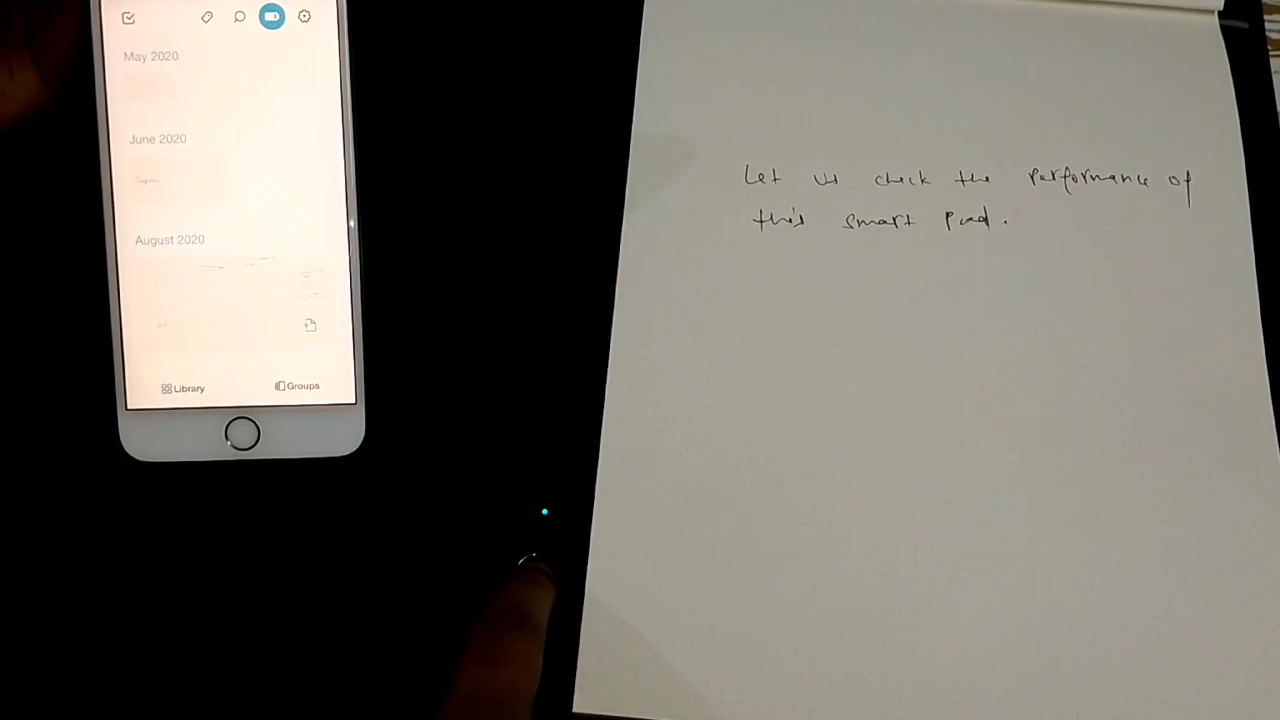 May 2020
June 2020
August 2020
Library
Groups
Let us check the performance of
this smart pad.